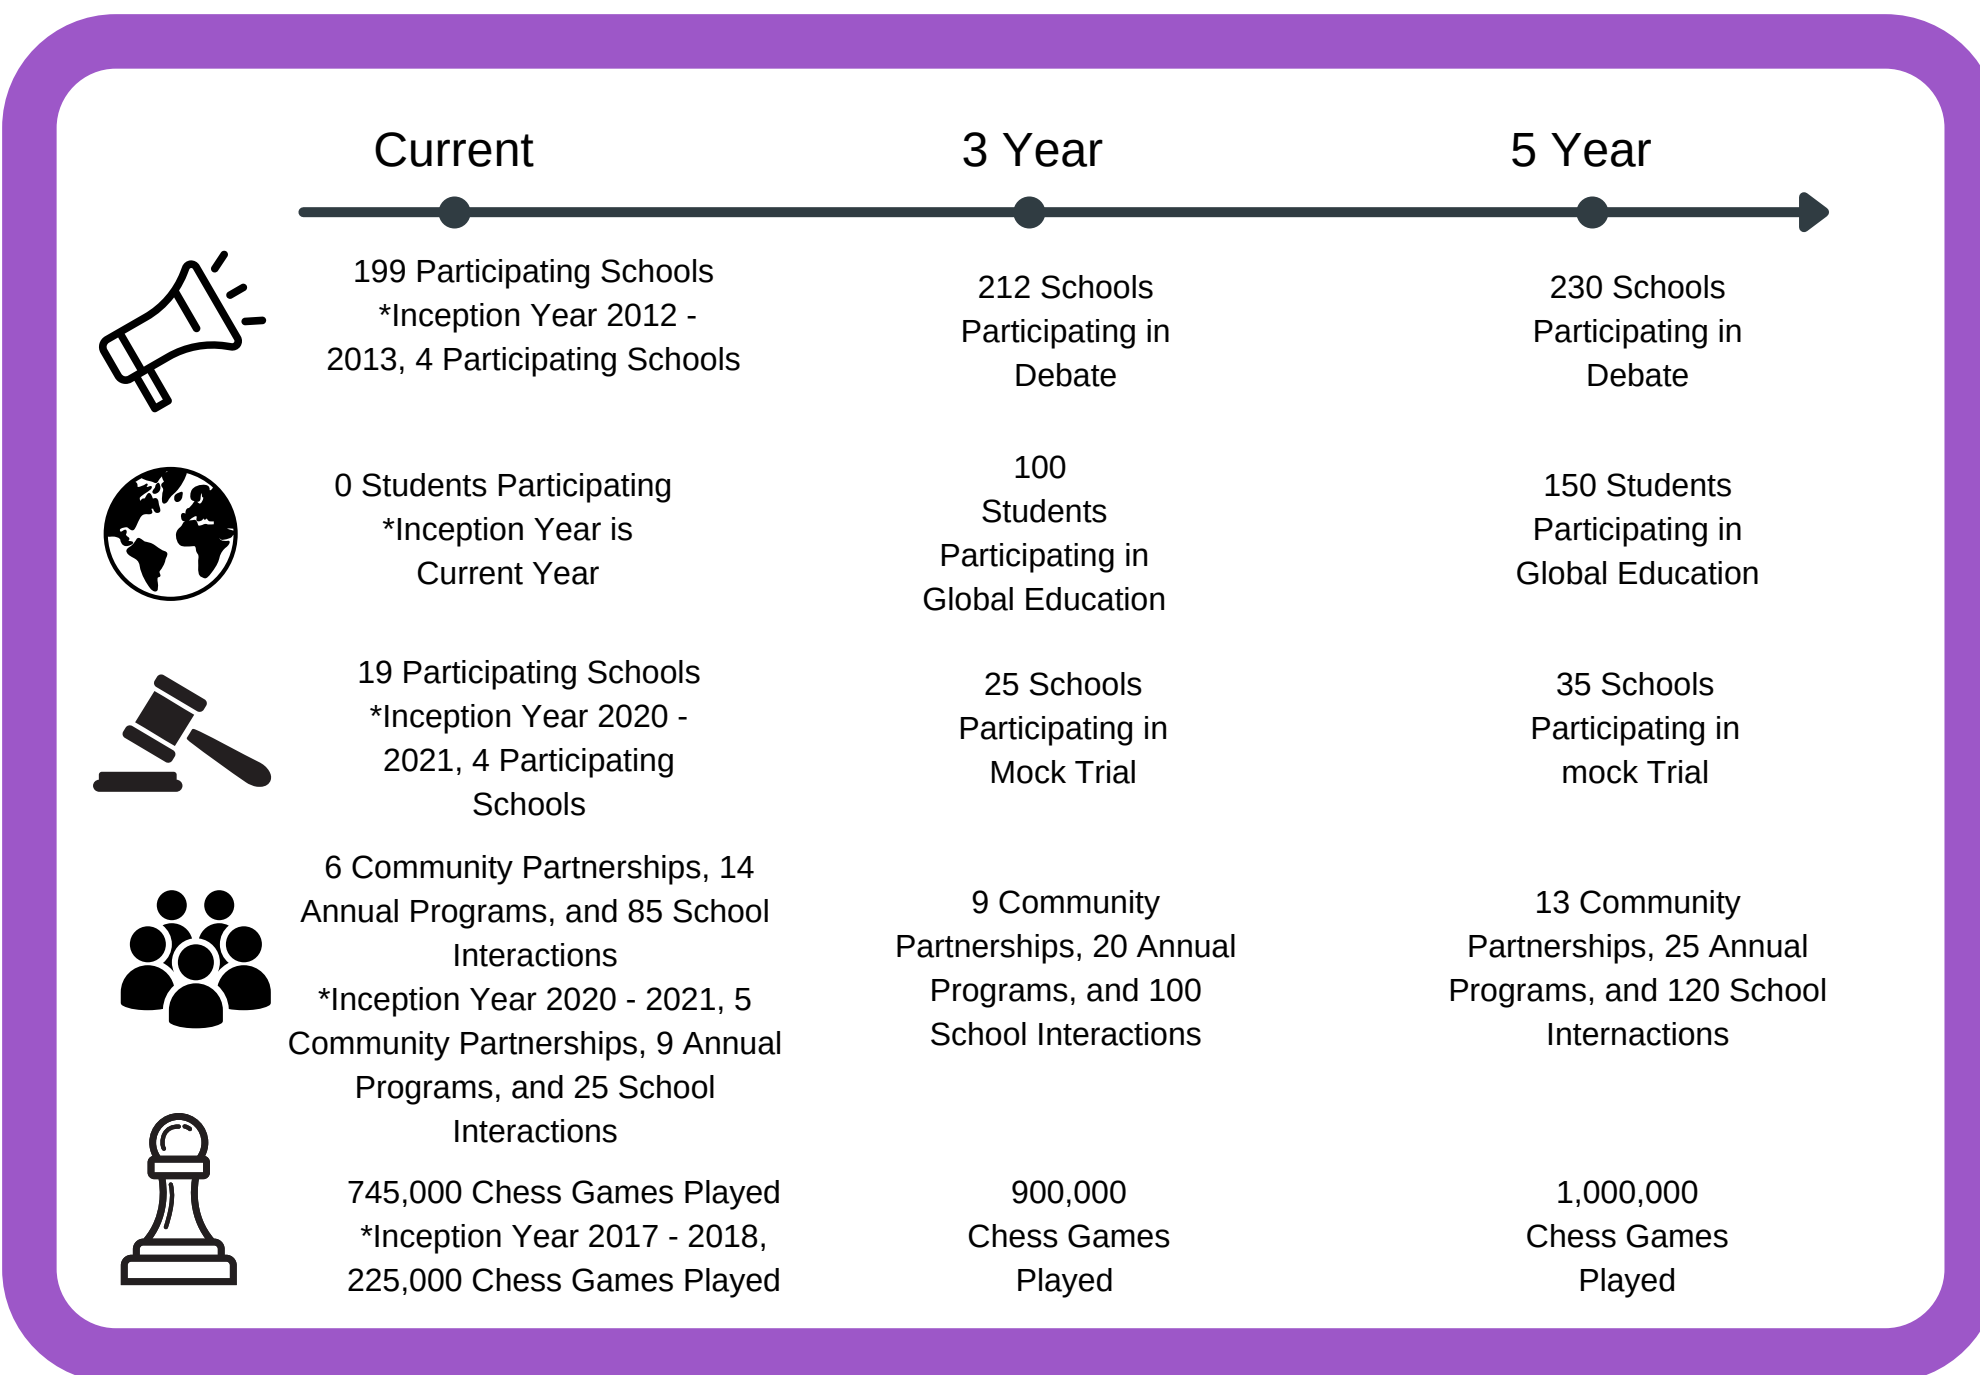 Current
3 Year
5 Year
199 Participating Schools
*Inception Year 2012 -
2013, 4 Participating Schools
212 Schools
Participating in
Debate
230 Schools
Participating in
Debate
0 Students Participating
*Inception Year is
Current Year
100
Students
Participating in
Global Education
150 Students
Participating in
Global Education
19 Participating Schools
*Inception Year 2020 -
2021, 4 Participating
Schools
25 Schools
Participating in
Mock Trial
35 Schools
Participating in
mock Trial
6 Community Partnerships, 14
Annual Programs, and 85 School
Interactions
*Inception Year 2020 - 2021, 5
Community Partnerships, 9 Annual
Programs, and 25 School
Interactions
9 Community
Partnerships, 20 Annual
Programs, and 100
School Interactions
13 Community
Partnerships, 25 Annual
Programs, and 120 School
Internactions
745,000 Chess Games Played
*Inception Year 2017 - 2018,
225,000 Chess Games Played
900,000
Chess Games
Played
1,000,000
Chess Games
Played